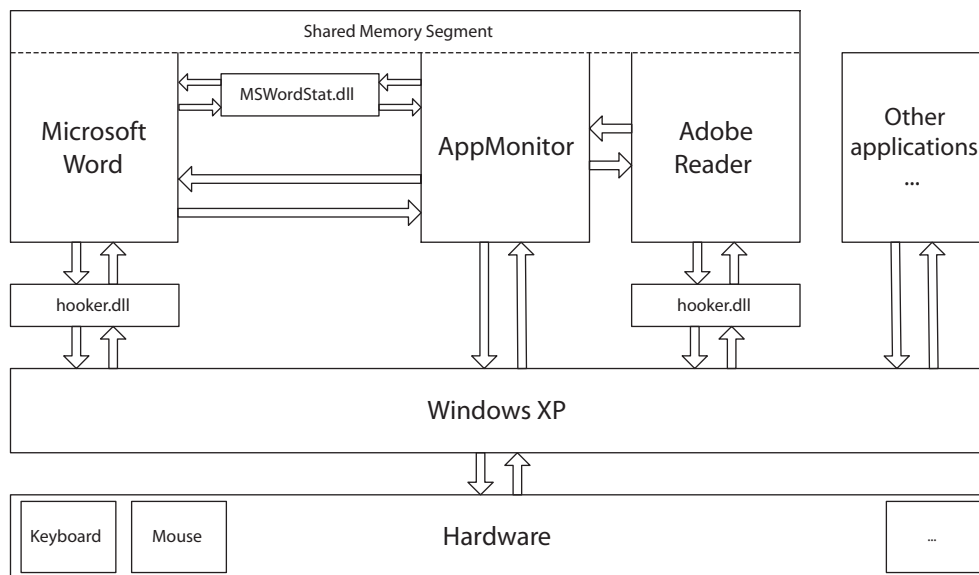 Shared Memory Segment
MSWordStat.dll
Microsoft
Word
AppMonitor
Adobe
Reader
Other
applications
...
hooker.dll
hooker.dll
Windows XP
Keyboard
Mouse
Hardware
...